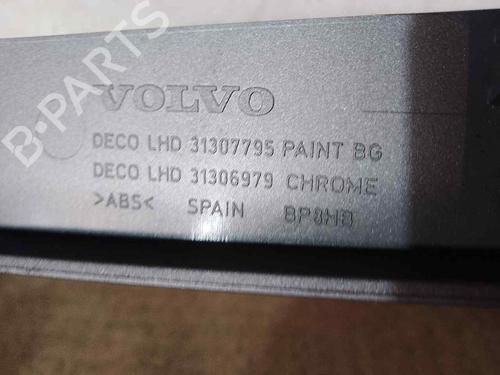 B-PARTS
VOLVO
DECO LHD 31307795 PAINT BG
DECO LHD 31306979 CHROME
>ABS< SPAIN BP8HB